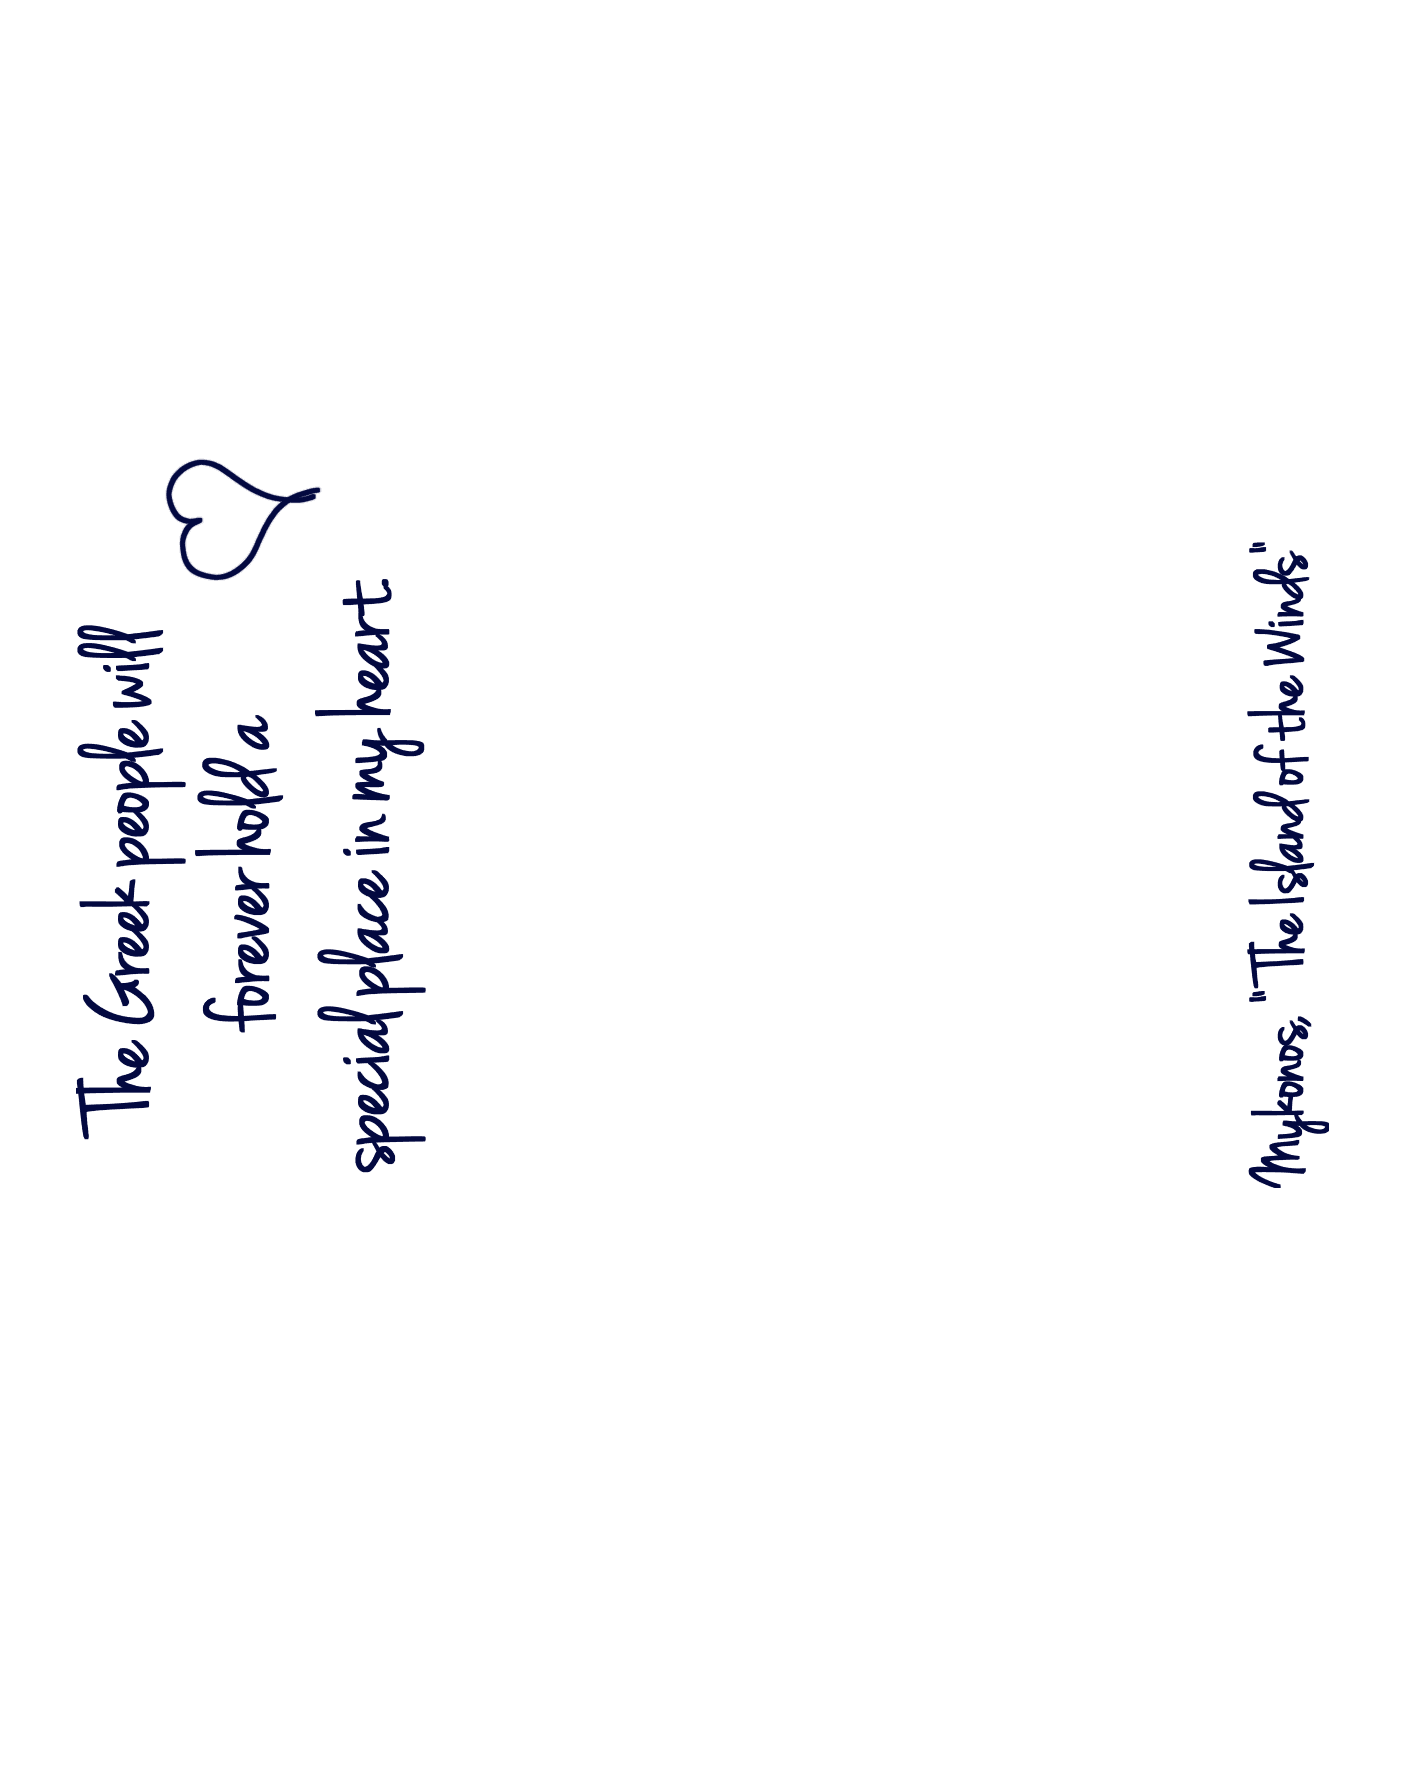 The Greek people will
forever hold a
special place in my heart.
Mykonos, "The Island of the Winds"